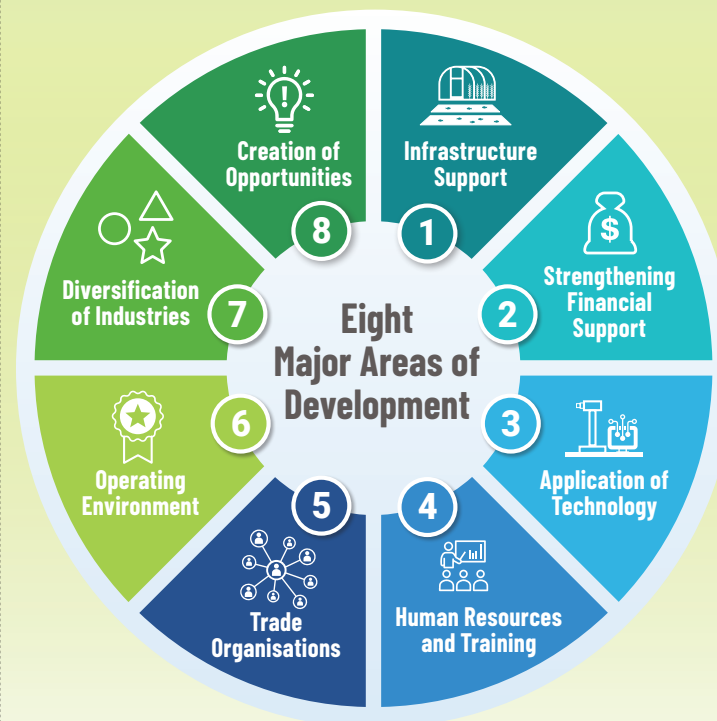 Eight
Major Areas of
Development
1
Infrastructure
Support
2
$
Strengthening
Financial
Support
3
Application of
Technology
4
Human Resources
and Training
5
Trade
Organisations
6
Operating
Environment
7
Diversification
of Industries
8
!
Creation of
Opportunities